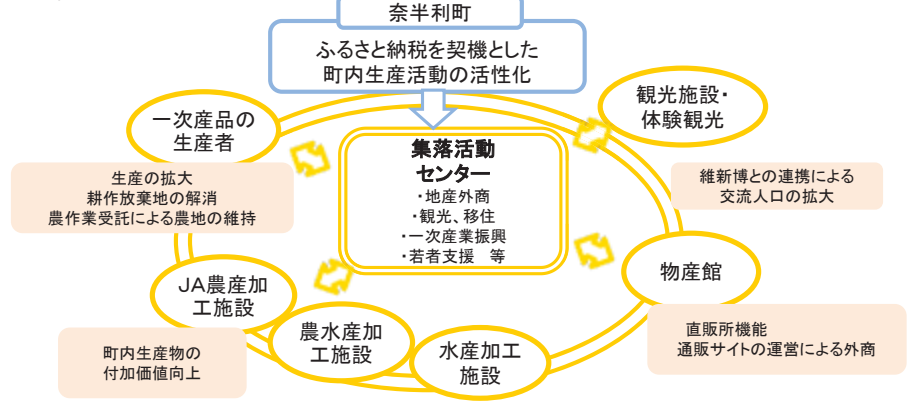 奈半利町
ふるさと納税を契機とした
町内生産活動の活性化
観光施設・
体験観光
一次産品の
生産者
集落活動
センター
・地産外商
・観光、移住
・一次産業振興
・若者支援　等
生産の拡大
耕作放棄地の解消
農作業受託による農地の維持
維新博との連携による
交流人口の拡大
物産館
JA農産加
工施設
農水産加
工施設
水産加工
施設
直販所機能
通販サイトの運営による外商
町内生産物の
付加価値向上